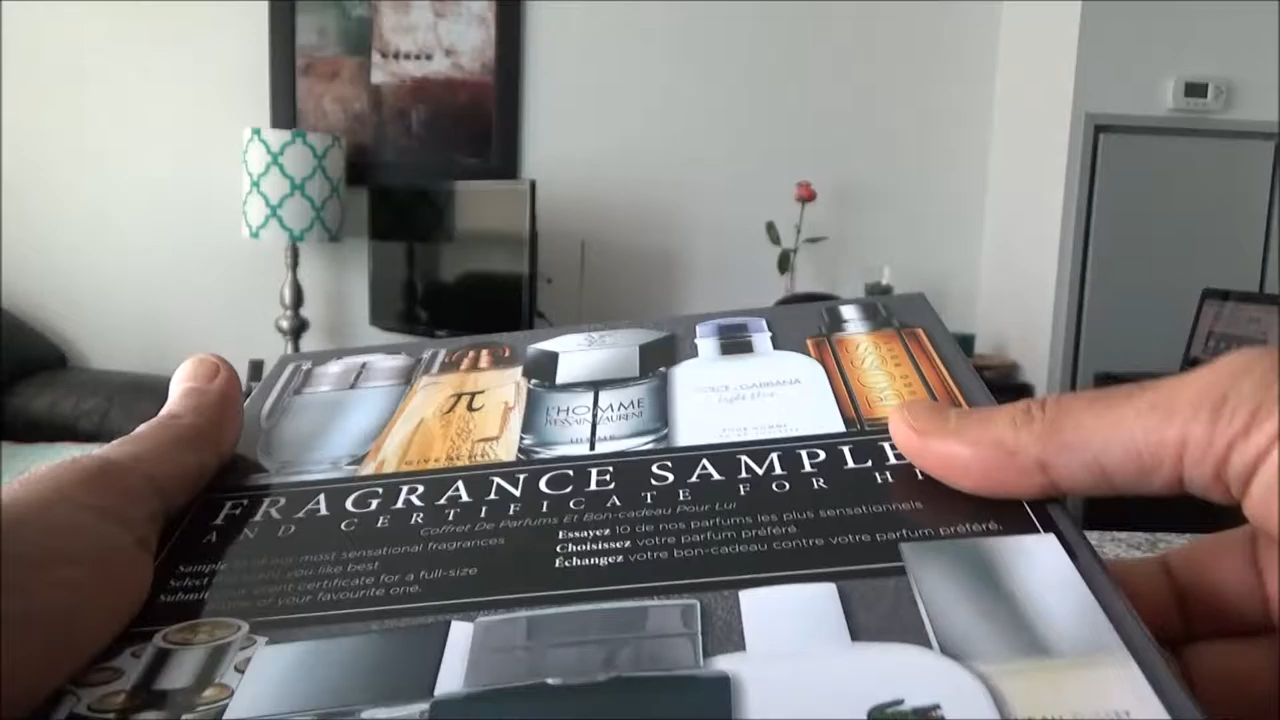 π
GIVENCHY
L'HOMME
YVES SAINT LAURENT
DOLCE & GABBANA
light blue
POUR HOMME
BOSS
FRAGRANCE SAMPLE
AND CERTIFICATE FOR HI
Coffret De Parfums Et Bon-cadeau Pour Lui
Sample 10 of our most sensational fragrances
Select you like best
Submit your certificate for a full-size
of your favourite one.
Essayez 10 de nos parfums les plus sensationnels
Choisissez votre parfum préféré.
Échangez votre bon-cadeau contre votre parfum préféré.